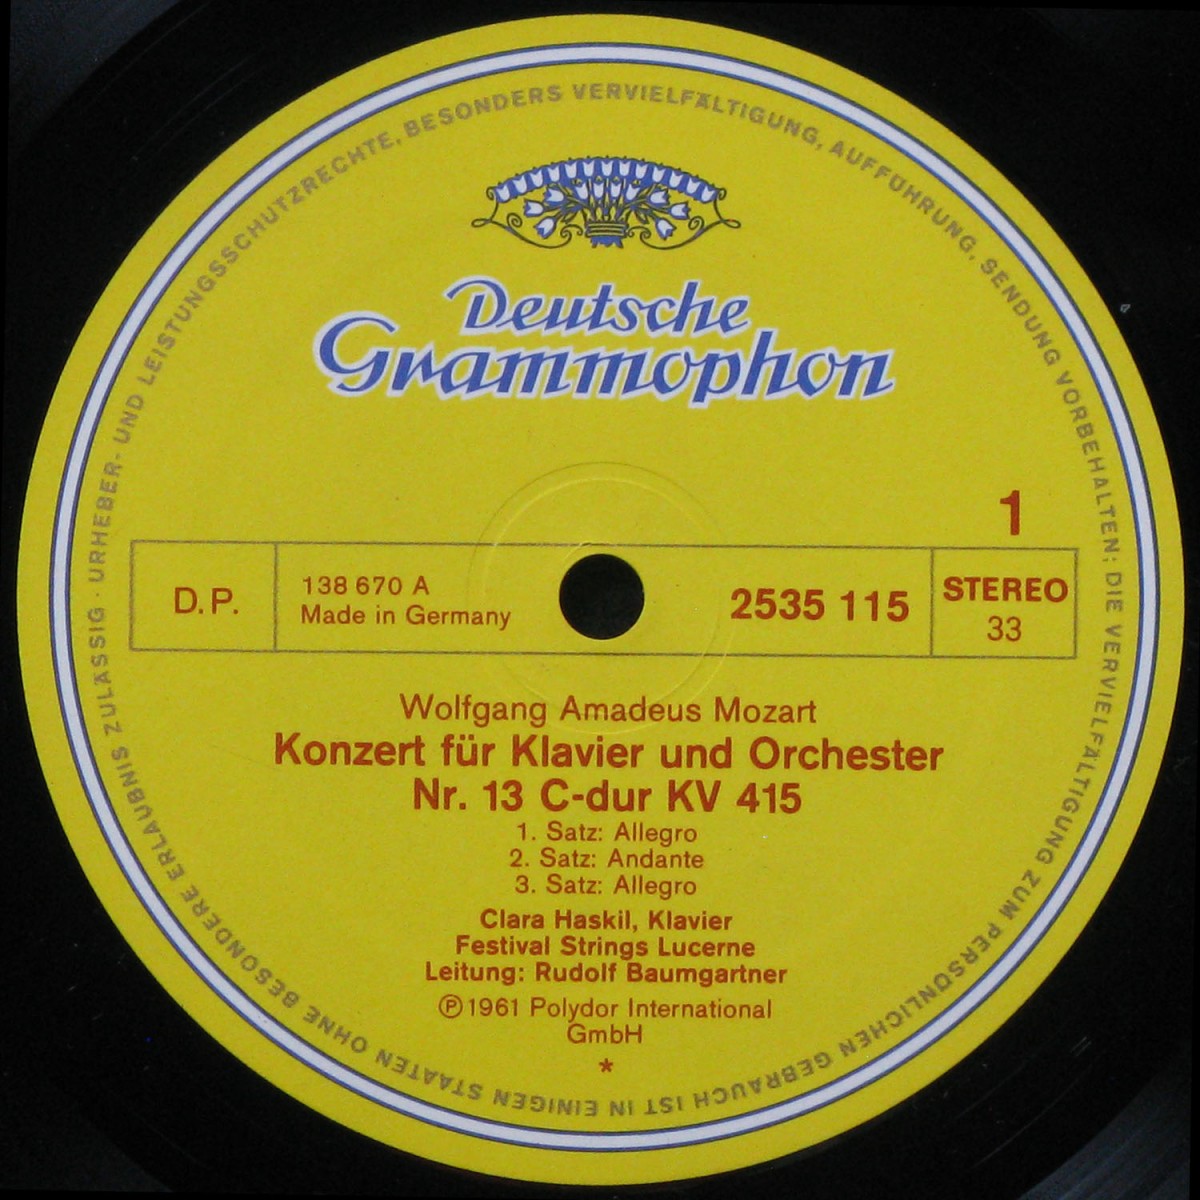 URHEBER- UND LEISTUNGSSCHUTZRECHTE, BESONDERS VERVIELFÄLTIGUNG, AUFFÜHRUNG, SENDUNG VORBEHALTEN; DIE VERVIELFÄLTIGUNG ZUM PERSÖNLICHEN GEBRAUCH IST IN EINIGEN STAATEN OHNE BESONDERE ERLAUBNIS ZULÄSSIG ·
Deutsche
Grammophon
1
D.P.
138 670 A
Made in Germany
2535 115
STEREO
33
Wolfgang Amadeus Mozart
Konzert für Klavier und Orchester
Nr. 13 C-dur KV 415
1. Satz: Allegro
2. Satz: Andante
3. Satz: Allegro
Clara Haskil, Klavier
Festival Strings Lucerne
Leitung: Rudolf Baumgartner
Ⓟ 1961 Polydor International
GmbH
*